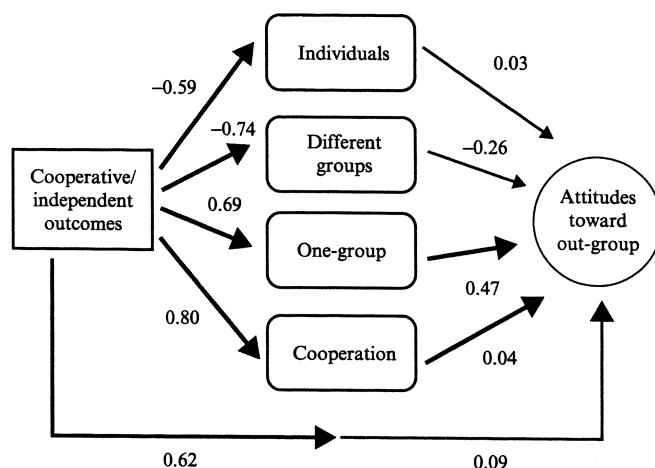 Individuals
0.03
–0.59
–0.74
Different
groups
–0.26
Cooperative/
independent
outcomes
0.69
Attitudes
toward
out-group
One-group
0.47
0.80
Cooperation
0.04
0.62
0.09